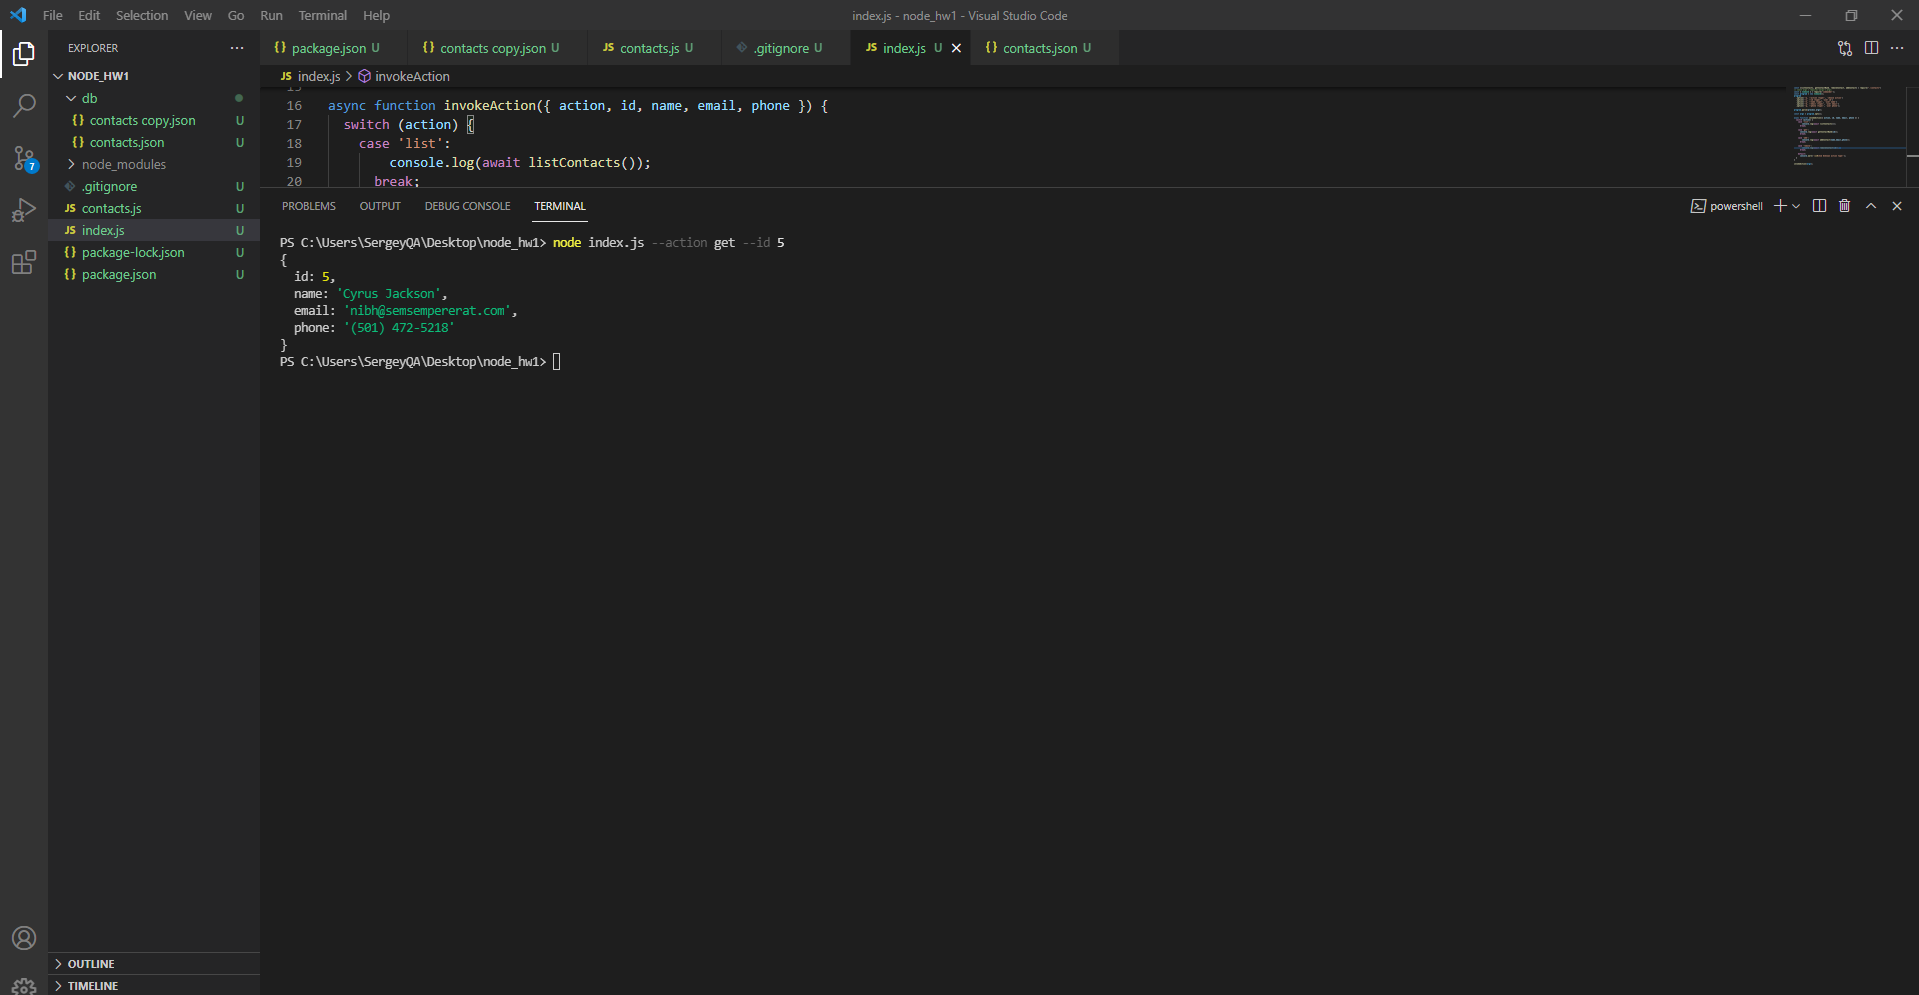 File Edit Selection View Go Run Terminal Help
index.js - node_hw1 - Visual Studio Code
EXPLORER
NODE_HW1
db
contacts copy.json U
contacts.json U
node_modules
.gitignore U
contacts.js U
index.js U
package-lock.json U
package.json U
7
OUTLINE
TIMELINE
package.json U contacts copy.json U contacts.js U .gitignore U index.js U contacts.json U
index.js > invokeAction
16 async function invokeAction({ action, id, name, email, phone }) {
17 switch (action) {
18 case 'list':
19 console.log(await listContacts());
20 break;
PROBLEMS OUTPUT DEBUG CONSOLE TERMINAL
powershell
PS C:\Users\SergeyQA\Desktop\node_hw1> node index.js --action get --id 5
{
id: 5,
name: 'Cyrus Jackson',
email: 'nibh@semsempererat.com',
phone: '(501) 472-5218'
}
PS C:\Users\SergeyQA\Desktop\node_hw1>